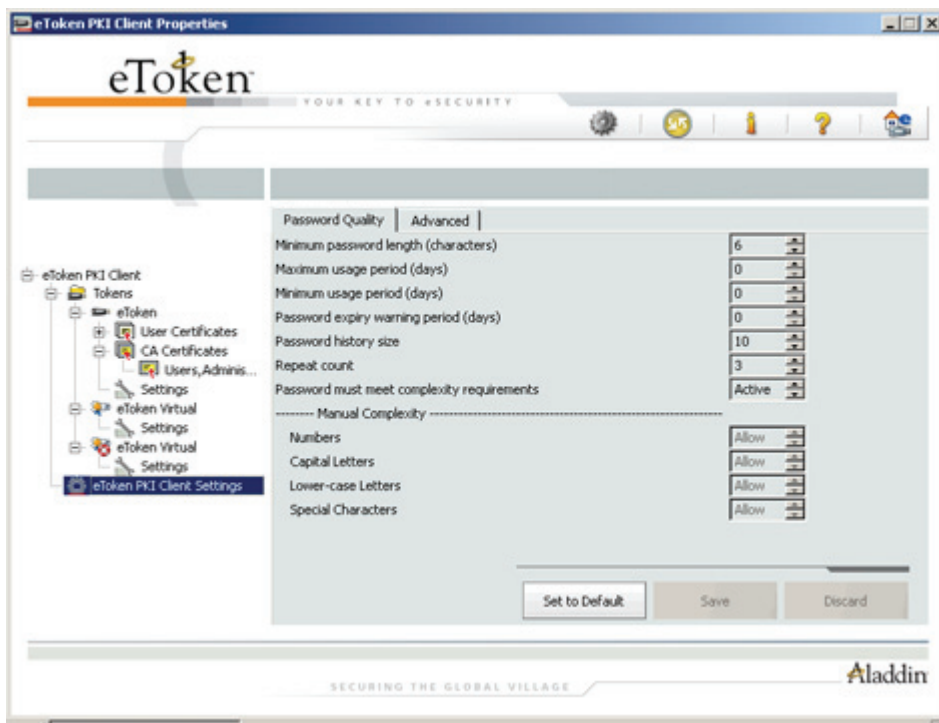 eToken PKI Client Properties
eToken
YOUR KEY TO eSECURITY
Password Quality
Advanced
Minimum password length (characters) 6
Maximum usage period (days) 0
Minimum usage period (days) 0
Password expiry warning period (days) 0
Password history size 10
Repeat count 3
Password must meet complexity requirements Active
Manual Complexity
Numbers Allow
Capital Letters Allow
Lower-case Letters Allow
Special Characters Allow
eToken PKI Client
Tokens
eToken
User Certificates
CA Certificates
Users,Adminis...
Settings
eToken Virtual
Settings
eToken Virtual
Settings
eToken PKI Client Settings
Set to Default
Save
Discard
Aladdin
SECURING THE GLOBAL VILLAGE